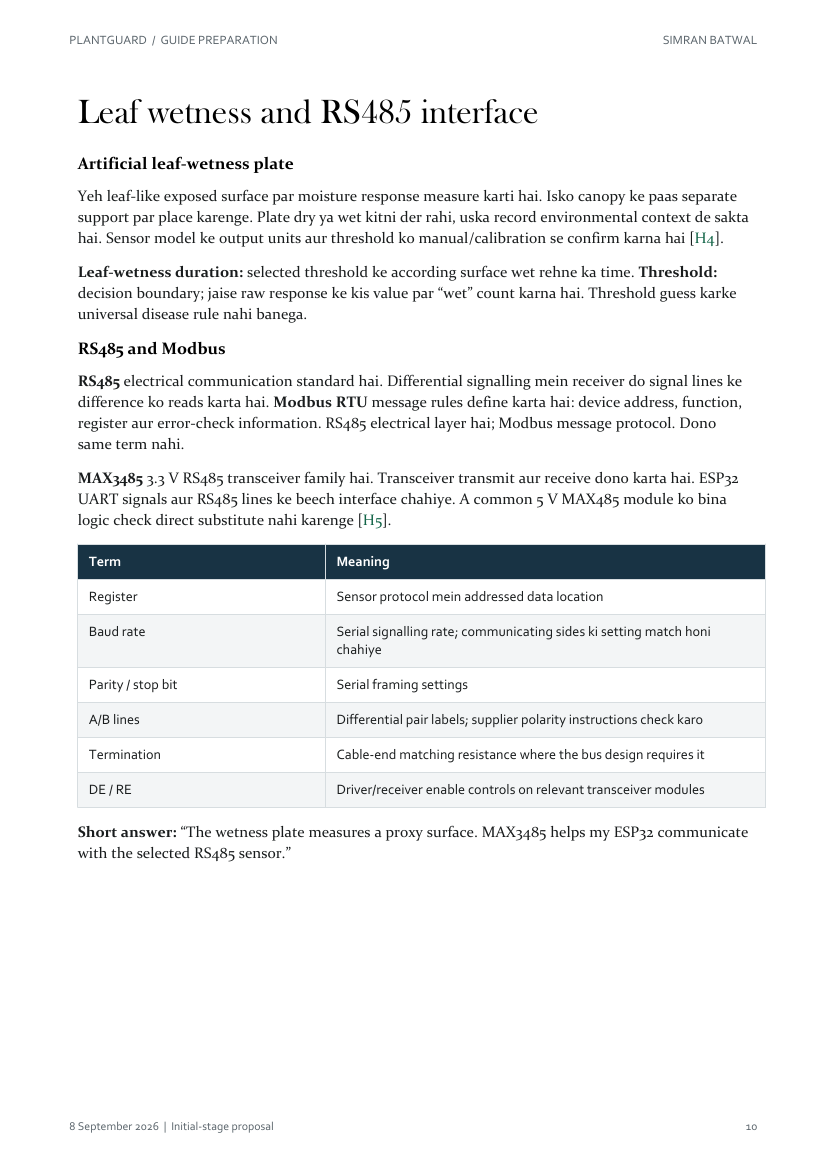 PLANTGUARD / GUIDE PREPARATION
SIMRAN BATWAL
Leaf wetness and RS485 interface
Artificial leaf-wetness plate
Yeh leaf-like exposed surface par moisture response measure karti hai. Isko canopy ke paas separate
support par place karenge. Plate dry ya wet kitni der rahi, uska record environmental context de sakta
hai. Sensor model ke output units aur threshold ko manual/calibration se confirm karna hai [H4].
Leaf-wetness duration: selected threshold ke according surface wet rehne ka time. Threshold:
decision boundary; jaise raw response ke kis value par “wet” count karna hai. Threshold guess karke
universal disease rule nahi banega.
RS485 and Modbus
RS485 electrical communication standard hai. Differential signalling mein receiver do signal lines ke
difference ko reads karta hai. Modbus RTU message rules define karta hai: device address, function,
register aur error-check information. RS485 electrical layer hai; Modbus message protocol. Dono
same term nahi.
MAX3485 3.3 V RS485 transceiver family hai. Transceiver transmit aur receive dono karta hai. ESP32
UART signals aur RS485 lines ke beech interface chahiye. A common 5 V MAX485 module ko bina
logic check direct substitute nahi karenge [H5].
Term Meaning
Register Sensor protocol mein addressed data location
Baud rate Serial signalling rate; communicating sides ki setting match honi
chahiye
Parity / stop bit Serial framing settings
A/B lines Differential pair labels; supplier polarity instructions check karo
Termination Cable-end matching resistance where the bus design requires it
DE / RE Driver/receiver enable controls on relevant transceiver modules
Short answer: “The wetness plate measures a proxy surface. MAX3485 helps my ESP32 communicate
with the selected RS485 sensor.”
8 September 2026 | Initial-stage proposal
10